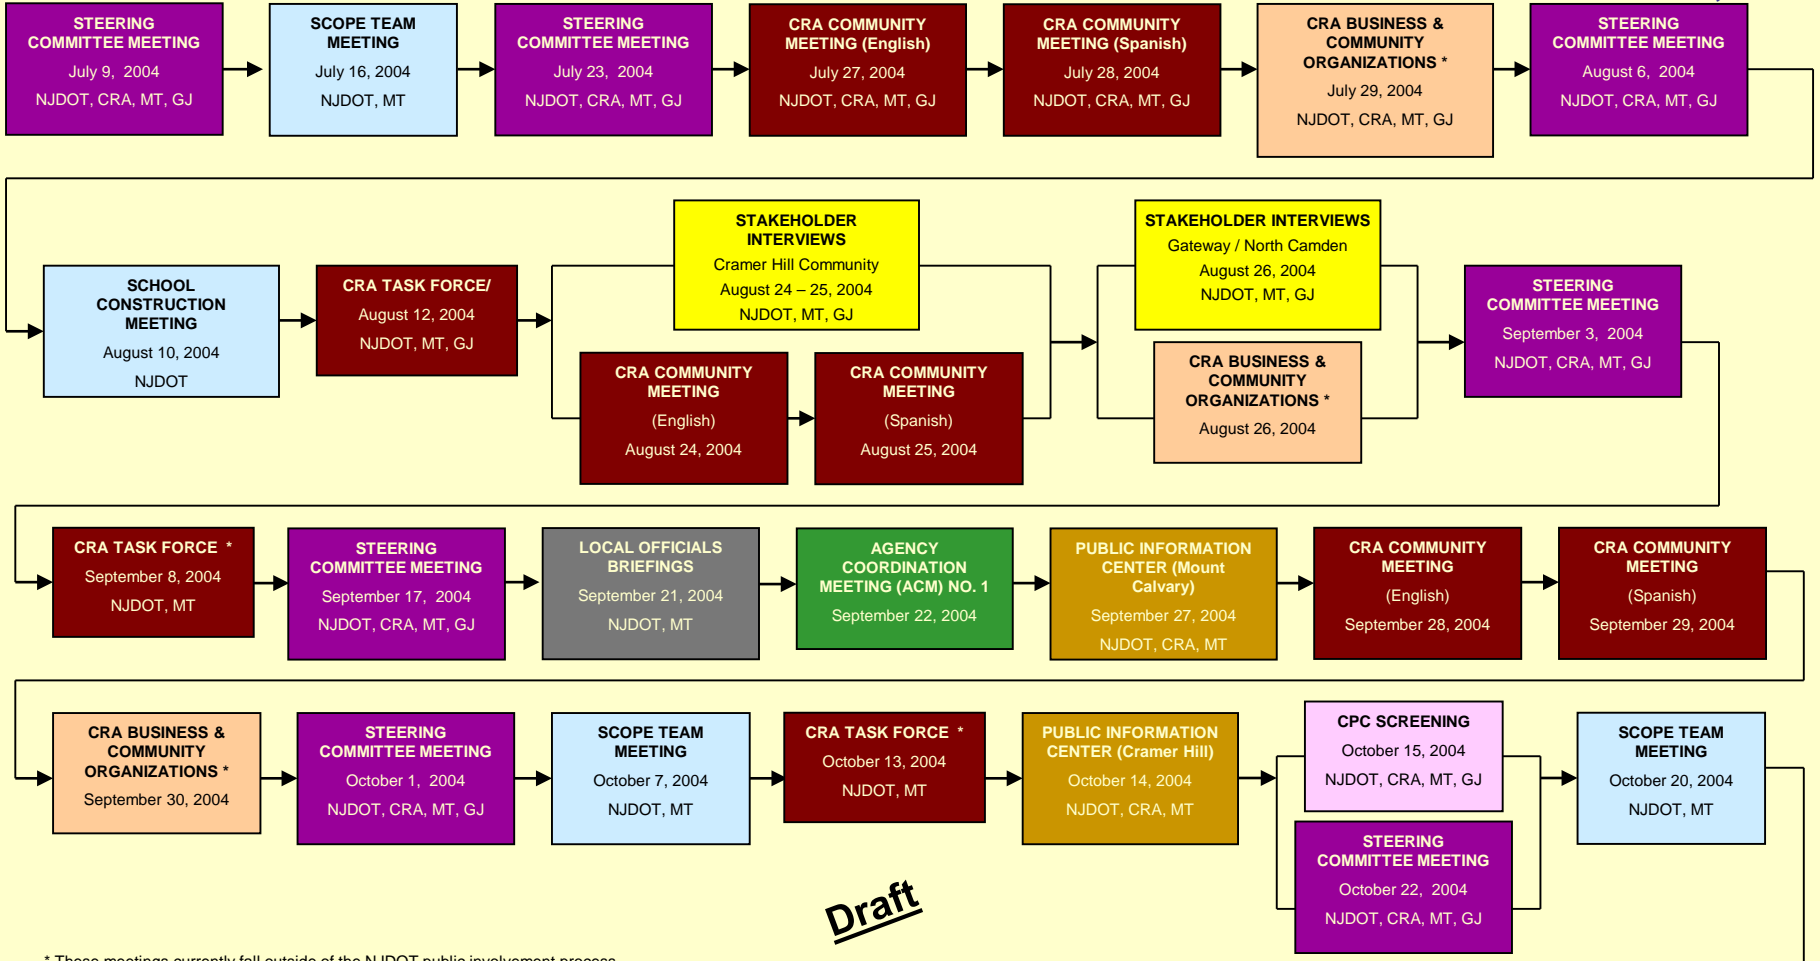 STEERING
COMMITTEE MEETING
July 9, 2004
NJDOT, CRA, MT, GJ
SCOPE TEAM
MEETING
July 16, 2004
NJDOT, MT
STEERING
COMMITTEE MEETING
July 23, 2004
NJDOT, CRA, MT, GJ
CRA COMMUNITY
MEETING (English)
July 27, 2004
NJDOT, CRA, MT, GJ
CRA COMMUNITY
MEETING (Spanish)
July 28, 2004
NJDOT, CRA, MT, GJ
CRA BUSINESS &
COMMUNITY
ORGANIZATIONS *
July 29, 2004
NJDOT, CRA, MT, GJ
STEERING
COMMITTEE MEETING
August 6, 2004
NJDOT, CRA, MT, GJ
SCHOOL
CONSTRUCTION
MEETING
August 10, 2004
NJDOT
CRA TASK FORCE/
August 12, 2004
NJDOT, MT, GJ
STAKEHOLDER
INTERVIEWS
Cramer Hill Community
August 24 – 25, 2004
NJDOT, MT, GJ
CRA COMMUNITY
MEETING
(English)
August 24, 2004
CRA COMMUNITY
MEETING
(Spanish)
August 25, 2004
STAKEHOLDER INTERVIEWS
Gateway / North Camden
August 26, 2004
NJDOT, MT, GJ
CRA BUSINESS &
COMMUNITY
ORGANIZATIONS *
August 26, 2004
STEERING
COMMITTEE MEETING
September 3, 2004
NJDOT, CRA, MT, GJ
CRA TASK FORCE *
September 8, 2004
NJDOT, MT
STEERING
COMMITTEE MEETING
September 17, 2004
NJDOT, CRA, MT, GJ
LOCAL OFFICIALS
BRIEFINGS
September 21, 2004
NJDOT, MT
AGENCY
COORDINATION
MEETING (ACM) NO. 1
September 22, 2004
PUBLIC INFORMATION
CENTER (Mount
Calvary)
September 27, 2004
NJDOT, CRA, MT
CRA COMMUNITY
MEETING
(English)
September 28, 2004
CRA COMMUNITY
MEETING
(Spanish)
September 29, 2004
CRA BUSINESS &
COMMUNITY
ORGANIZATIONS *
September 30, 2004
STEERING
COMMITTEE MEETING
October 1, 2004
NJDOT, CRA, MT, GJ
SCOPE TEAM
MEETING
October 7, 2004
NJDOT, MT
CRA TASK FORCE *
October 13, 2004
NJDOT, MT
PUBLIC INFORMATION
CENTER (Cramer Hill)
October 14, 2004
NJDOT, CRA, MT
CPC SCREENING
October 15, 2004
NJDOT, CRA, MT, GJ
STEERING
COMMITTEE MEETING
October 22, 2004
NJDOT, CRA, MT, GJ
SCOPE TEAM
MEETING
October 20, 2004
NJDOT, MT
Draft
* These meetings currently fall outside of the NJDOT public involvement process